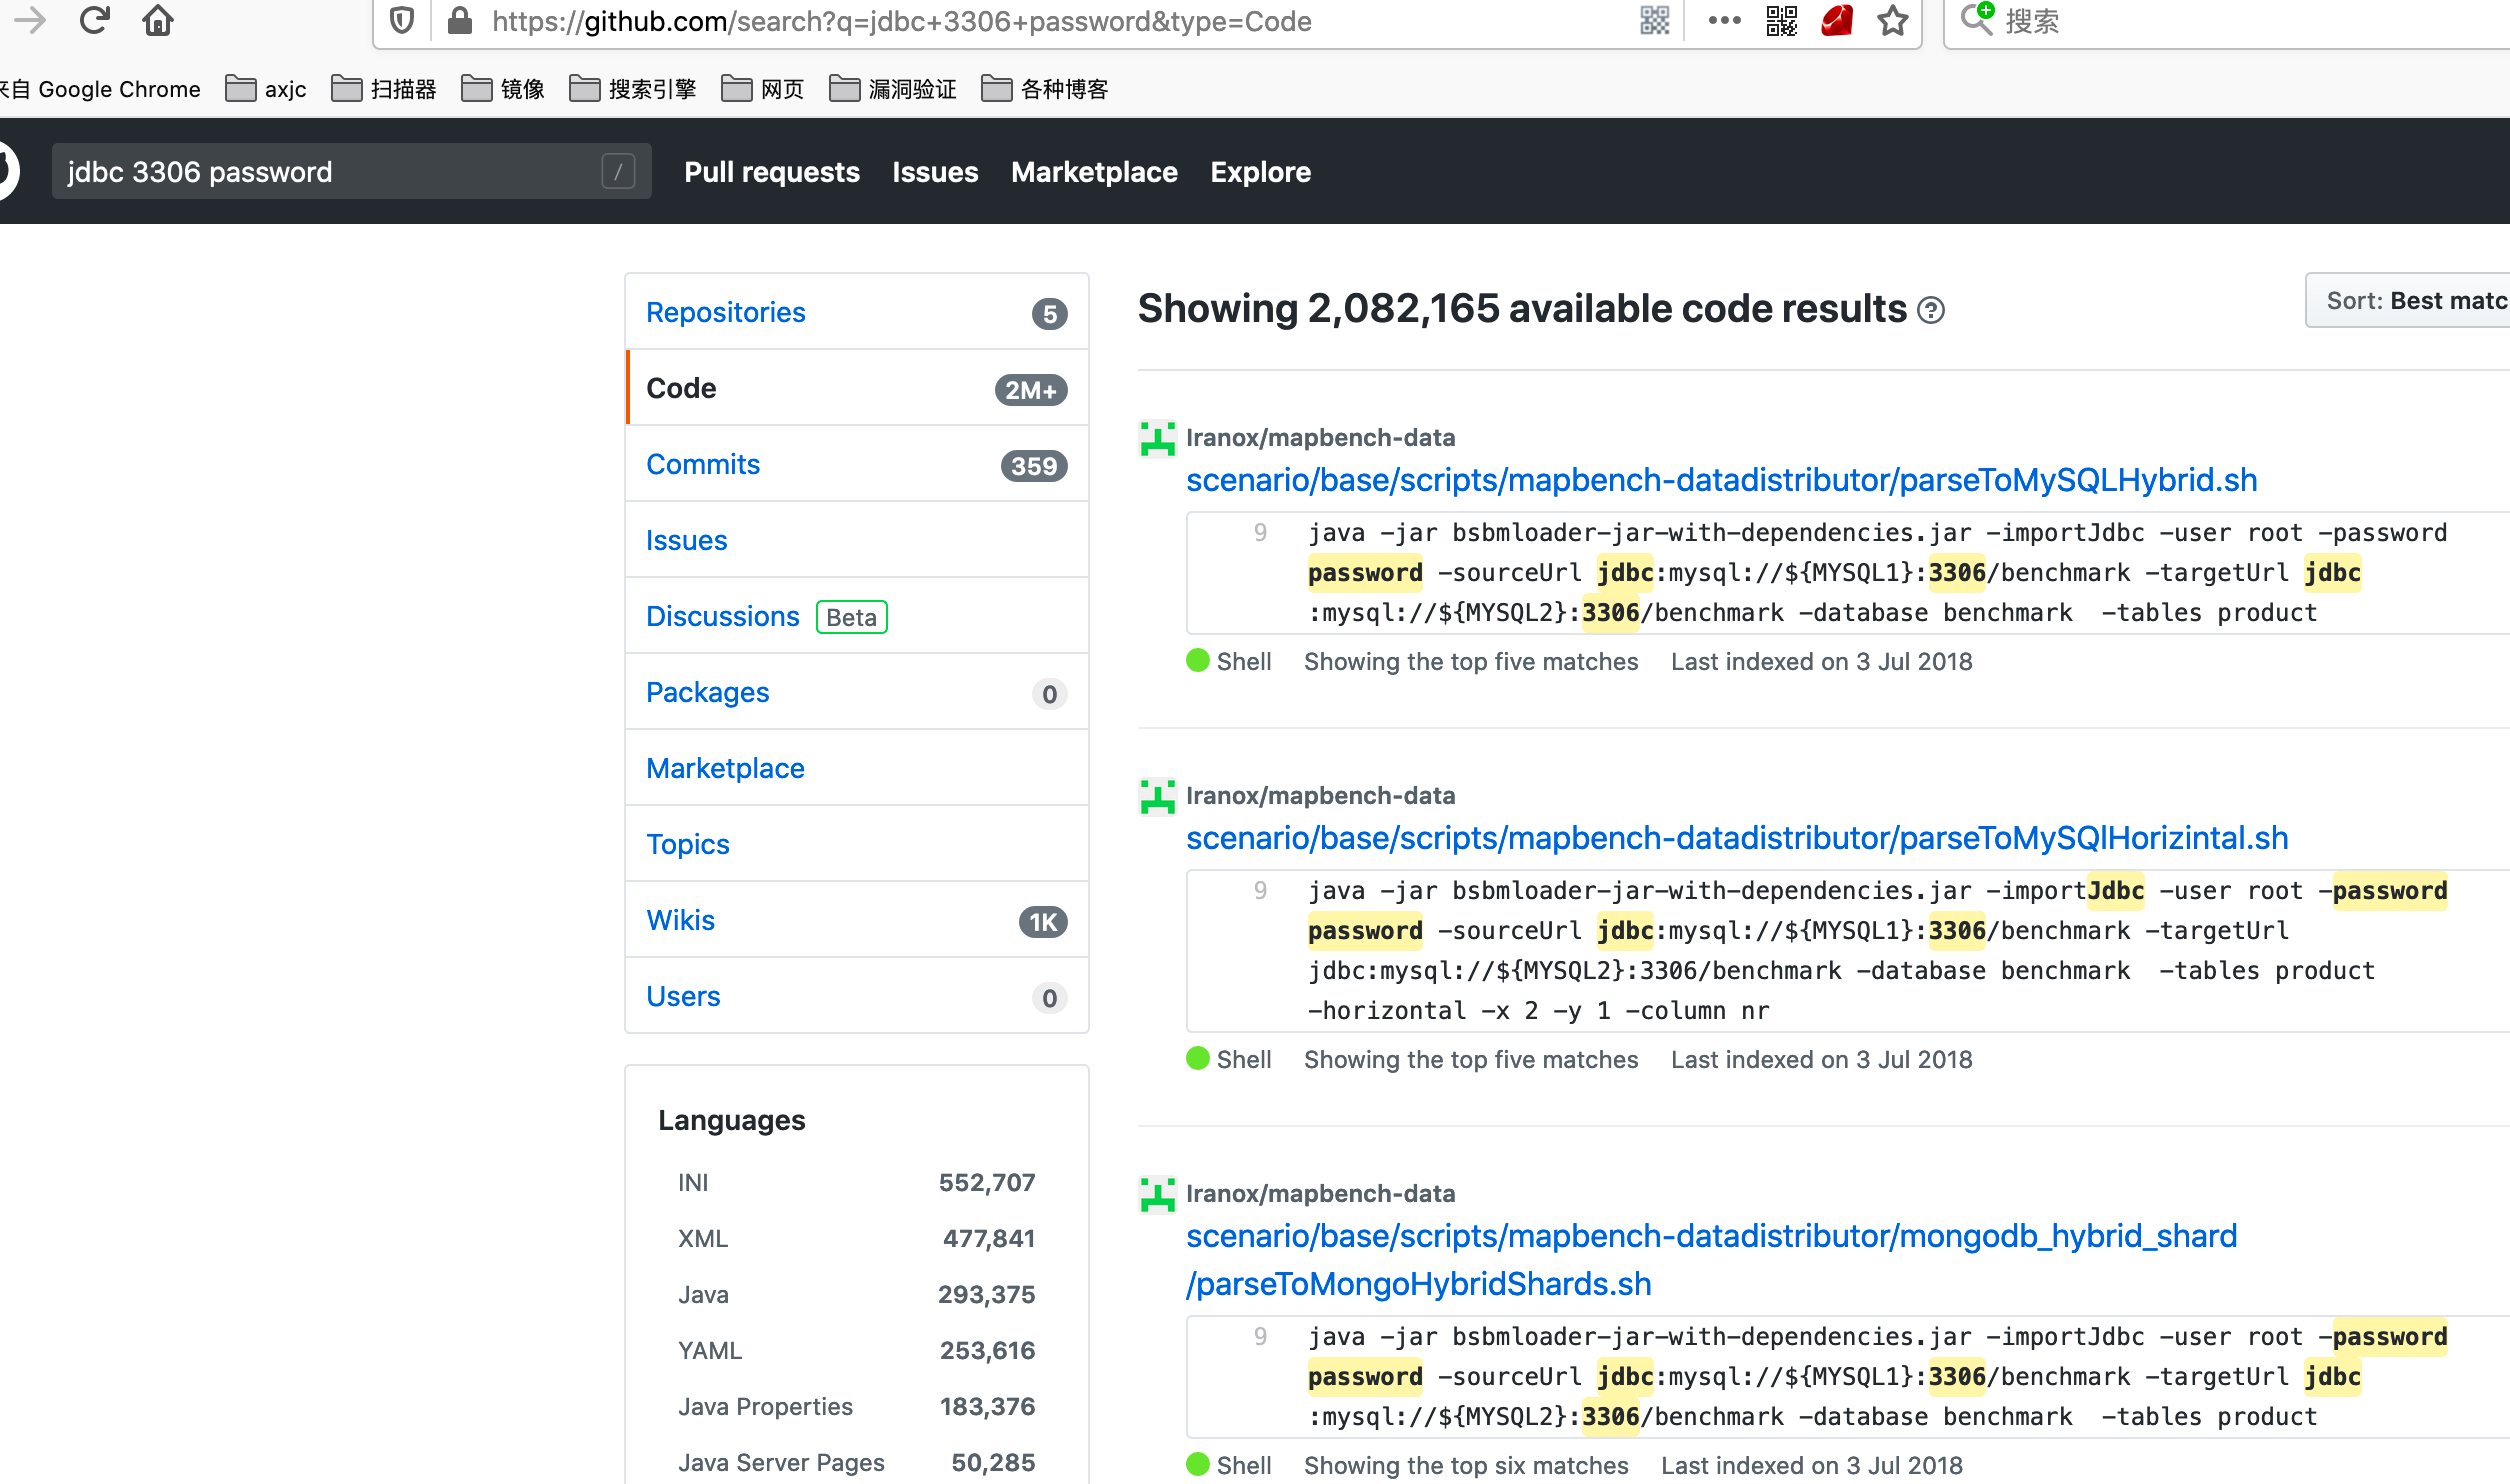 https://github.com/search?q=jdbc+3306+password&type=Code
搜索
来自 Google Chrome axjc 扫描器 镜像 搜索引擎 网页 漏洞验证 各种博客
jdbc 3306 password / Pull requests Issues Marketplace Explore
Repositories 5
Code 2M+
Commits 359
Issues
Discussions Beta
Packages 0
Marketplace
Topics
Wikis 1K
Users 0
Languages
INI 552,707
XML 477,841
Java 293,375
YAML 253,616
Java Properties 183,376
Java Server Pages 50,285
Showing 2,082,165 available code results ?
Sort: Best matc
lranox/mapbench-data
scenario/base/scripts/mapbench-datadistributor/parseToMySQLHybrid.sh
9 java -jar bsbmloader-jar-with-dependencies.jar -importJdbc -user root -password
password -sourceUrl jdbc:mysql://${MYSQL1}:3306/benchmark -targetUrl jdbc
:mysql://${MYSQL2}:3306/benchmark -database benchmark  -tables product
Shell Showing the top five matches Last indexed on 3 Jul 2018
lranox/mapbench-data
scenario/base/scripts/mapbench-datadistributor/parseToMySQlHorizintal.sh
9 java -jar bsbmloader-jar-with-dependencies.jar -importJdbc -user root -password
password -sourceUrl jdbc:mysql://${MYSQL1}:3306/benchmark -targetUrl
jdbc:mysql://${MYSQL2}:3306/benchmark -database benchmark  -tables product
-horizontal -x 2 -y 1 -column nr
Shell Showing the top five matches Last indexed on 3 Jul 2018
lranox/mapbench-data
scenario/base/scripts/mapbench-datadistributor/mongodb_hybrid_shard
/parseToMongoHybridShards.sh
9 java -jar bsbmloader-jar-with-dependencies.jar -importJdbc -user root -password
password -sourceUrl jdbc:mysql://${MYSQL1}:3306/benchmark -targetUrl jdbc
:mysql://${MYSQL2}:3306/benchmark -database benchmark  -tables product
Shell Showing the top six matches Last indexed on 3 Jul 2018